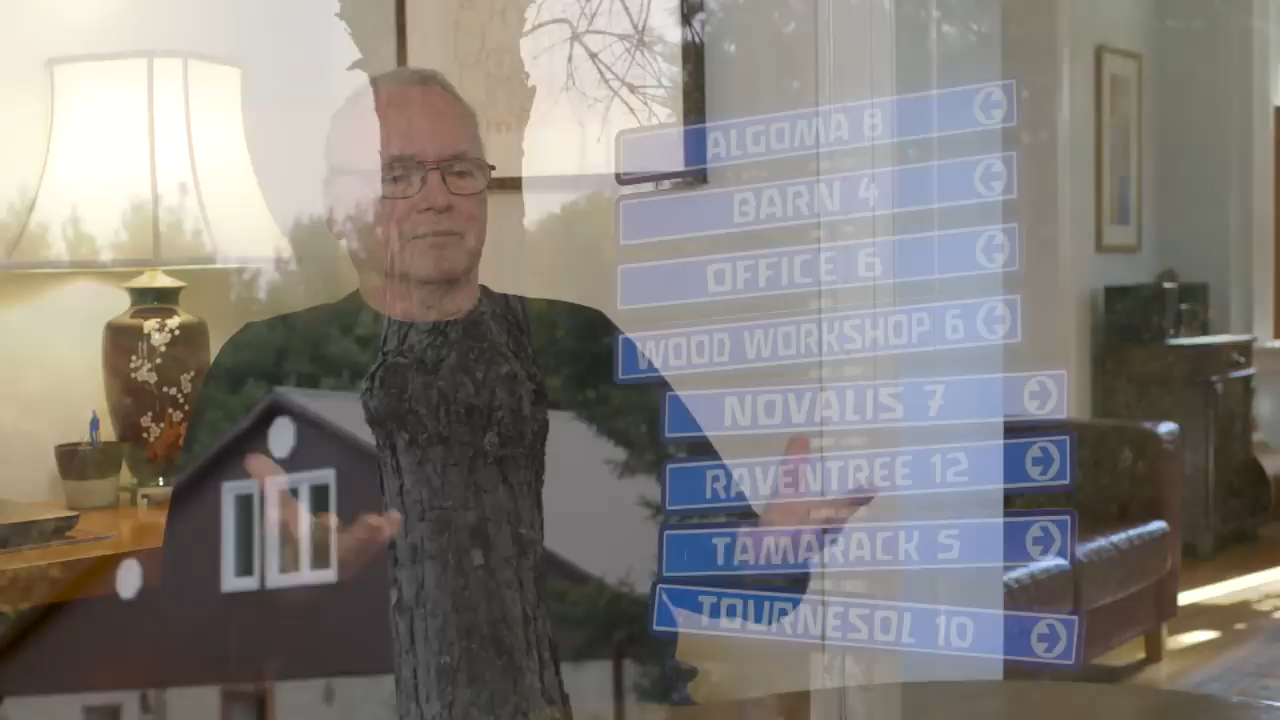 ALGOMA 8
BARN 4
OFFICE 6
WOOD WORKSHOP 6
NOVALIS 7
RAVENTREE 12
TAMARACK 5
TOURNESOL 10